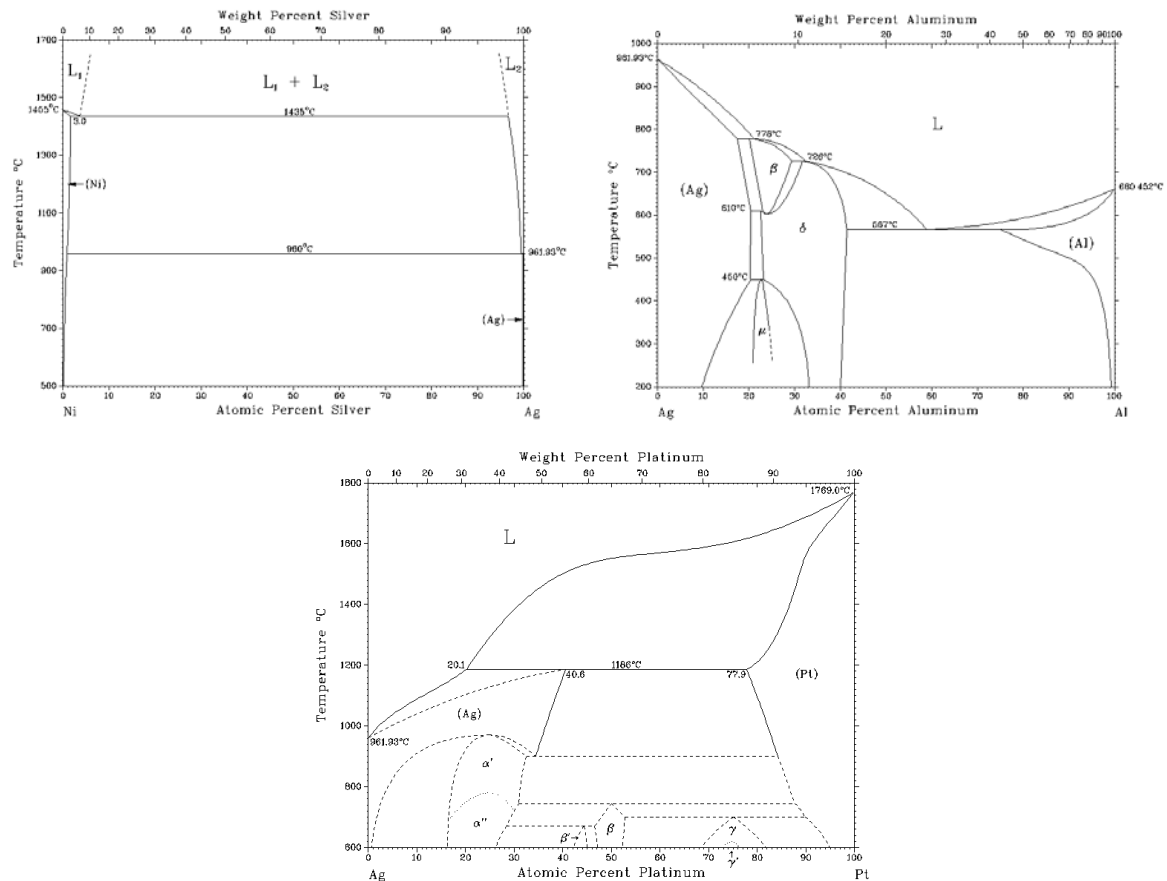 Weight Percent Silver
0 10 20 30 40 50 60 70 80 90 100
1700
1500
1300
1100
900
700
500
Temperature °C
L₁
L₁ + L₂
L₂
1455°C
3.0
1435°C
(Ni)
960°C
961.93°C
(Ag)
0 10 20 30 40 50 60 70 80 90 100
Ni
Atomic Percent Silver
Ag
Weight Percent Aluminum
0 10 20 30 40 50 60 70 80 90 100
1000
900
800
700
600
500
400
300
200
Temperature °C
961.93°C
L
778°C
β
726°C
(Ag)
610°C
δ
567°C
660.452°C
(Al)
450°C
μ
0 10 20 30 40 50 60 70 80 90 100
Ag
Atomic Percent Aluminum
Al
Weight Percent Platinum
0 10 20 30 40 50 60 70 80 90 100
1800
1600
1400
1200
1000
800
600
Temperature °C
1769.0°C
L
20.1
1186°C
40.6
77.9
(Pt)
(Ag)
961.93°C
α'
α''
β'
β
γ
γ'
0 10 20 30 40 50 60 70 80 90 100
Ag
Atomic Percent Platinum
Pt